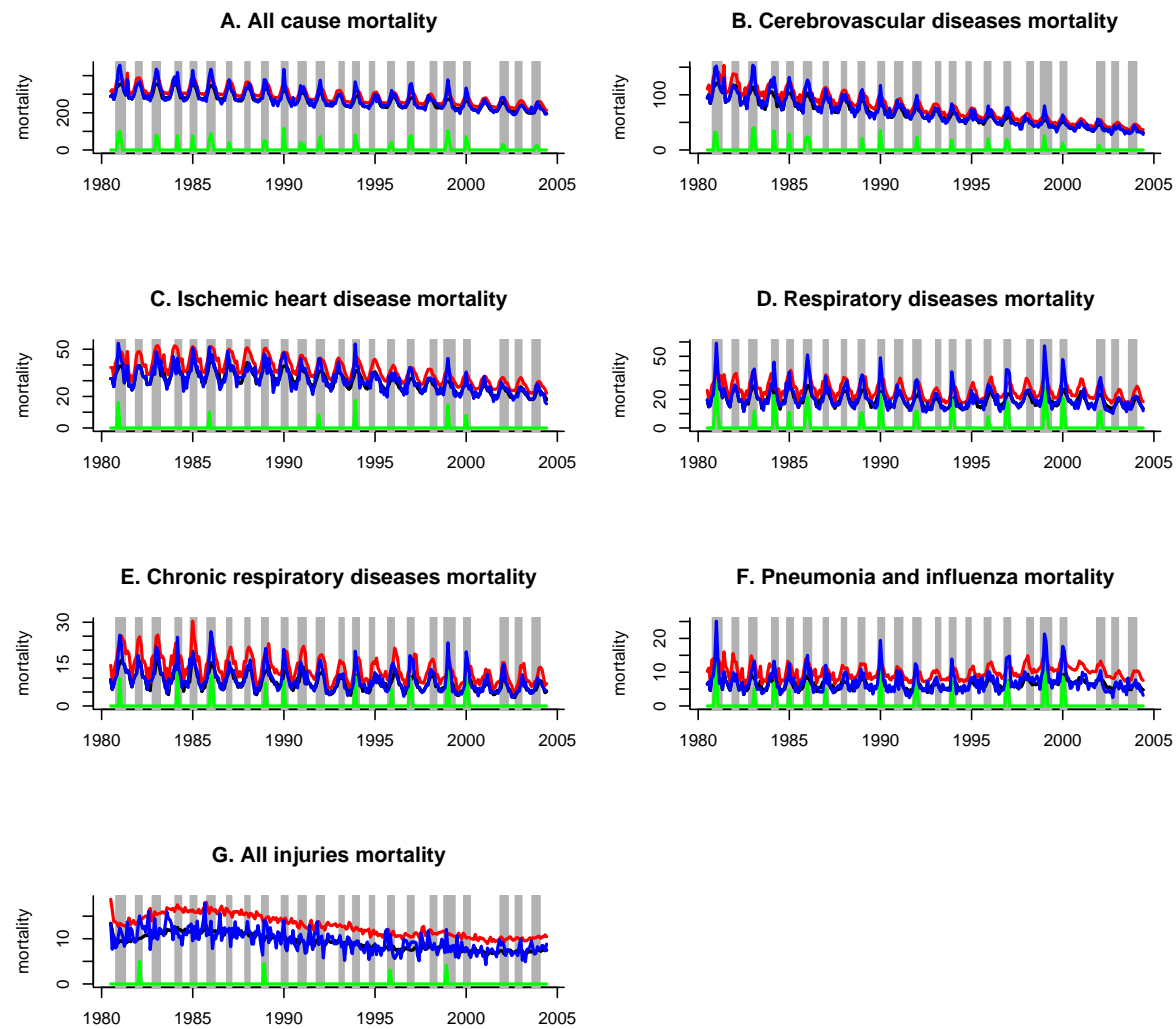 A. All cause mortality
mortality
0 200
1980 1985 1990 1995 2000 2005
B. Cerebrovascular diseases mortality
mortality
0 100
1980 1985 1990 1995 2000 2005
C. Ischemic heart disease mortality
mortality
0 20 50
1980 1985 1990 1995 2000 2005
D. Respiratory diseases mortality
mortality
0 20 60
1980 1985 1990 1995 2000 2005
E. Chronic respiratory diseases mortality
mortality
0 15 30
1980 1985 1990 1995 2000 2005
F. Pneumonia and influenza mortality
mortality
0 10 20
1980 1985 1990 1995 2000 2005
G. All injuries mortality
mortality
0 10
1980 1985 1990 1995 2000 2005